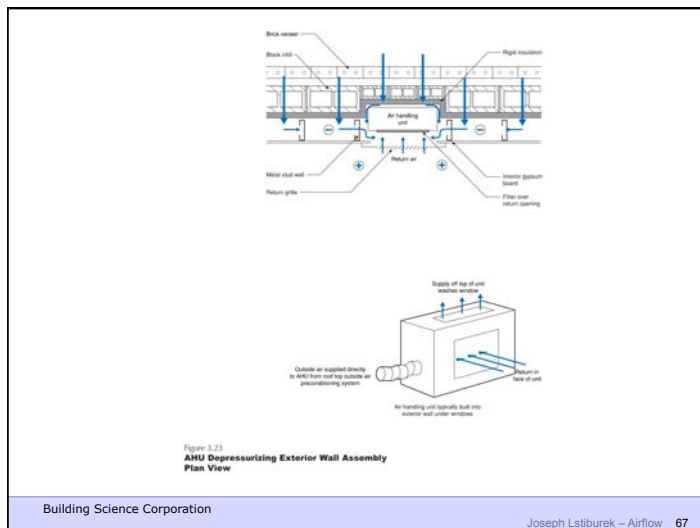 Brick veneer
Block infill
Rigid insulation
Air handling
unit
Return air
Metal stud wall
Return grille
Interior gypsum
board
Filter over
return opening
Supply off top of unit
washes window
Outside air supplied directly
to AHU from roof top outside air
preconditioning system
Return in
face of unit
Air handling unit typically built into
exterior wall under windows
Figure 3.23
AHU Depressurizing Exterior Wall Assembly
Plan View
Building Science Corporation
Joseph Lstiburek – Airflow 67